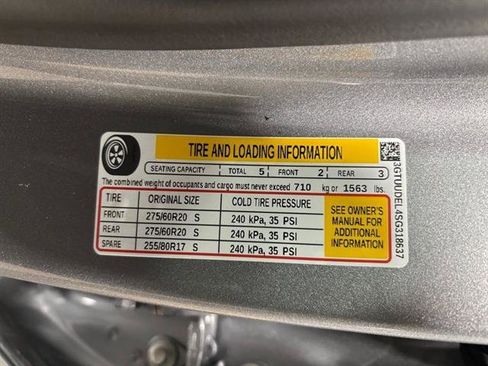 TIRE AND LOADING INFORMATION
SEATING CAPACITY TOTAL 5 FRONT 2 REAR 3
The combined weight of occupants and cargo must never exceed 710 kg or 1563 lbs.
TIRE ORIGINAL SIZE COLD TIRE PRESSURE
FRONT 275/60R20 S 240 kPa, 35 PSI
REAR 275/60R20 S 240 kPa, 35 PSI
SPARE 255/80R17 S 240 kPa, 35 PSI
SEE OWNER'S
MANUAL FOR
ADDITIONAL
INFORMATION
3GTUUDEL4SG318637